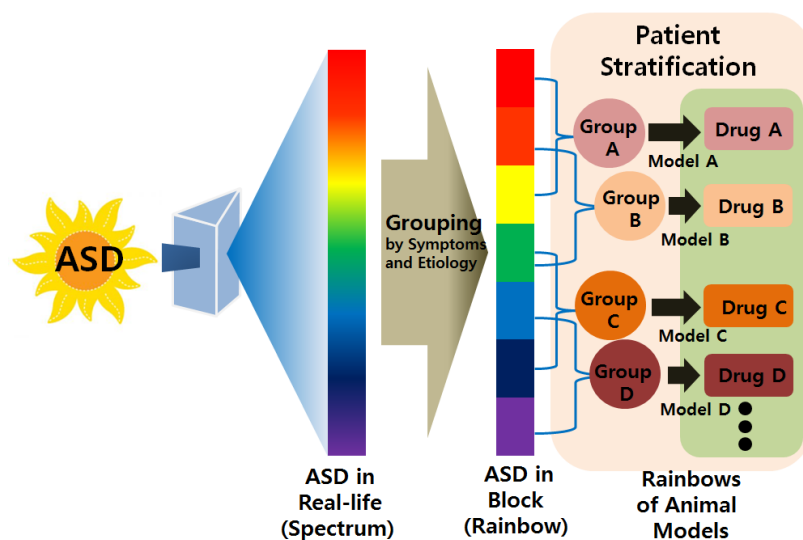 ASD
ASD in
Real-life
(Spectrum)
Grouping
by Symptoms
and Etiology
ASD in
Block
(Rainbow)
Patient
Stratification
Group
A
Model A
Drug A
Group
B
Model B
Drug B
Group
C
Model C
Drug C
Group
D
Model D
Drug D
Rainbows
of Animal
Models